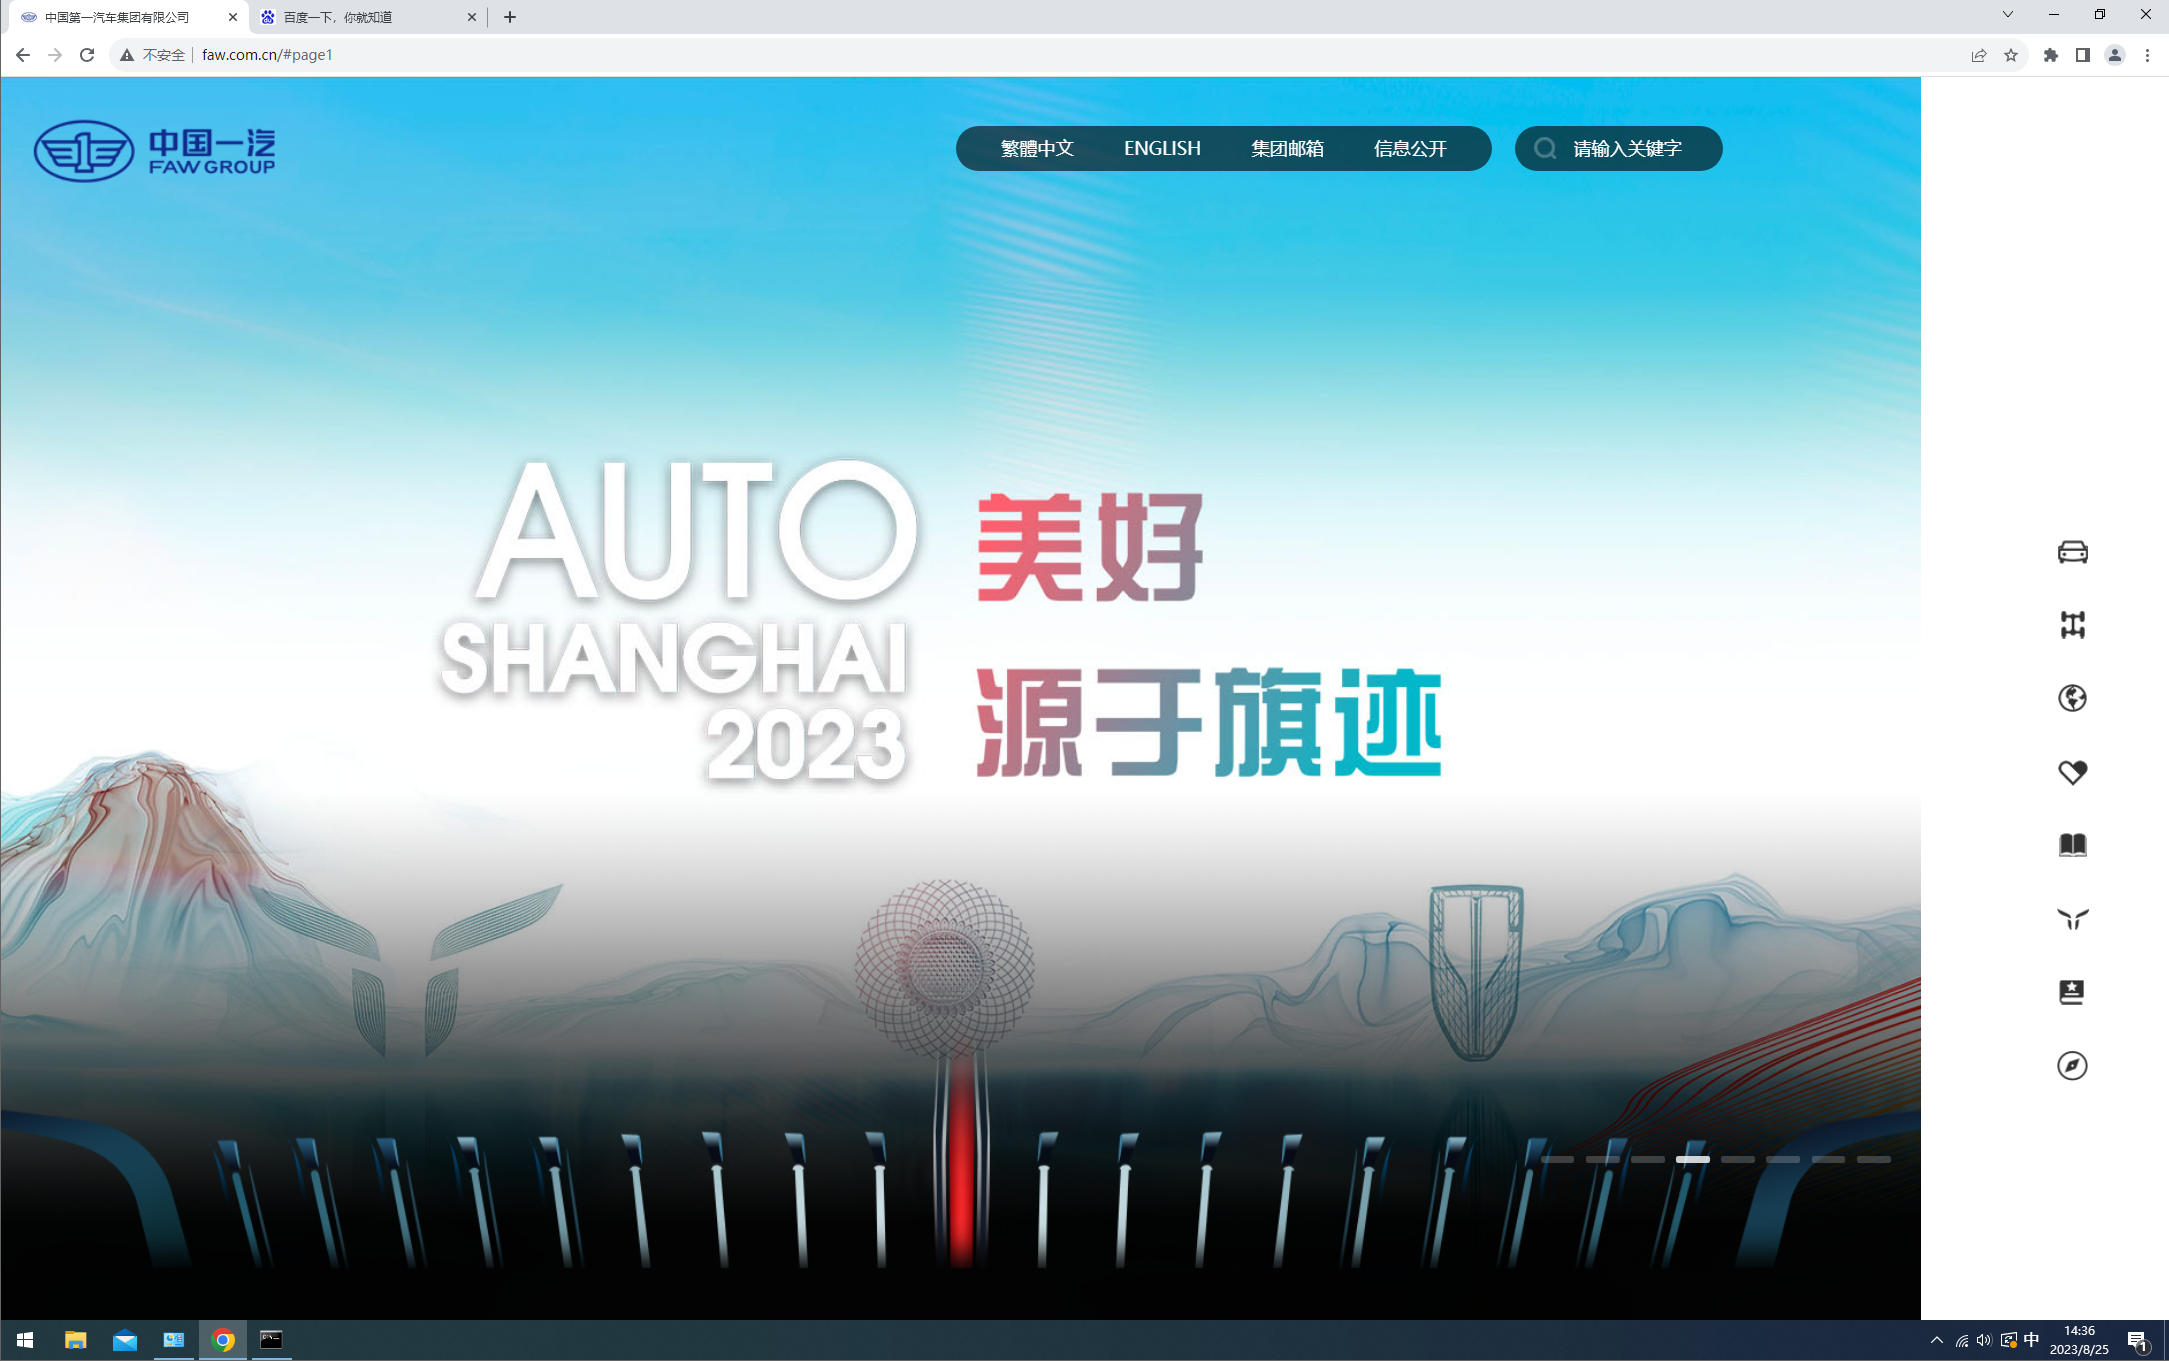 中国第一汽车集团有限公司
百度一下，你就知道
不安全
faw.com.cn/#page1
中国一汽
FAW GROUP
繁體中文 ENGLISH 集团邮箱 信息公开
请输入关键字
AUTO
SHANGHAI
2023
美好
源于旗迹
中
14:36
2023/8/25
1